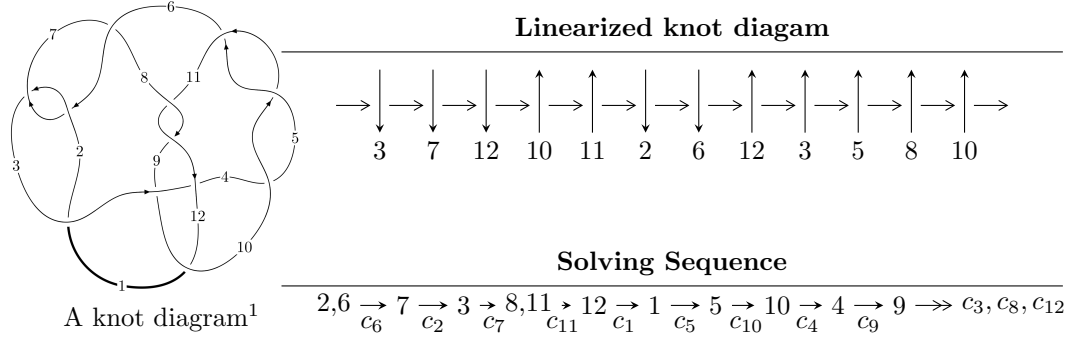 6
7
8
11
5
2
9
3
4
12
10
1
A knot diagram¹
Linearized knot diagam
3 7 12 10 11 2 6 12 3 5 8 10
Solving Sequence
2,6 → 7 → 3 → 8,11 → 12 → 1 → 5 → 10 → 4 → 9 →→ c₃, c₈, c₁₂
c₆ c₂ c₇ c₁₁ c₁ c₅ c₁₀ c₄ c₉